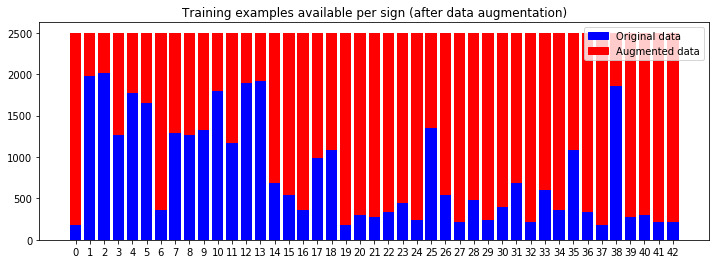 Training examples available per sign (after data augmentation)
Original data
Augmented data
2500
2000
1500
1000
500
0
0 1 2 3 4 5 6 7 8 9 10 11 12 13 14 15 16 17 18 19 20 21 22 23 24 25 26 27 28 29 30 31 32 33 34 35 36 37 38 39 40 41 42